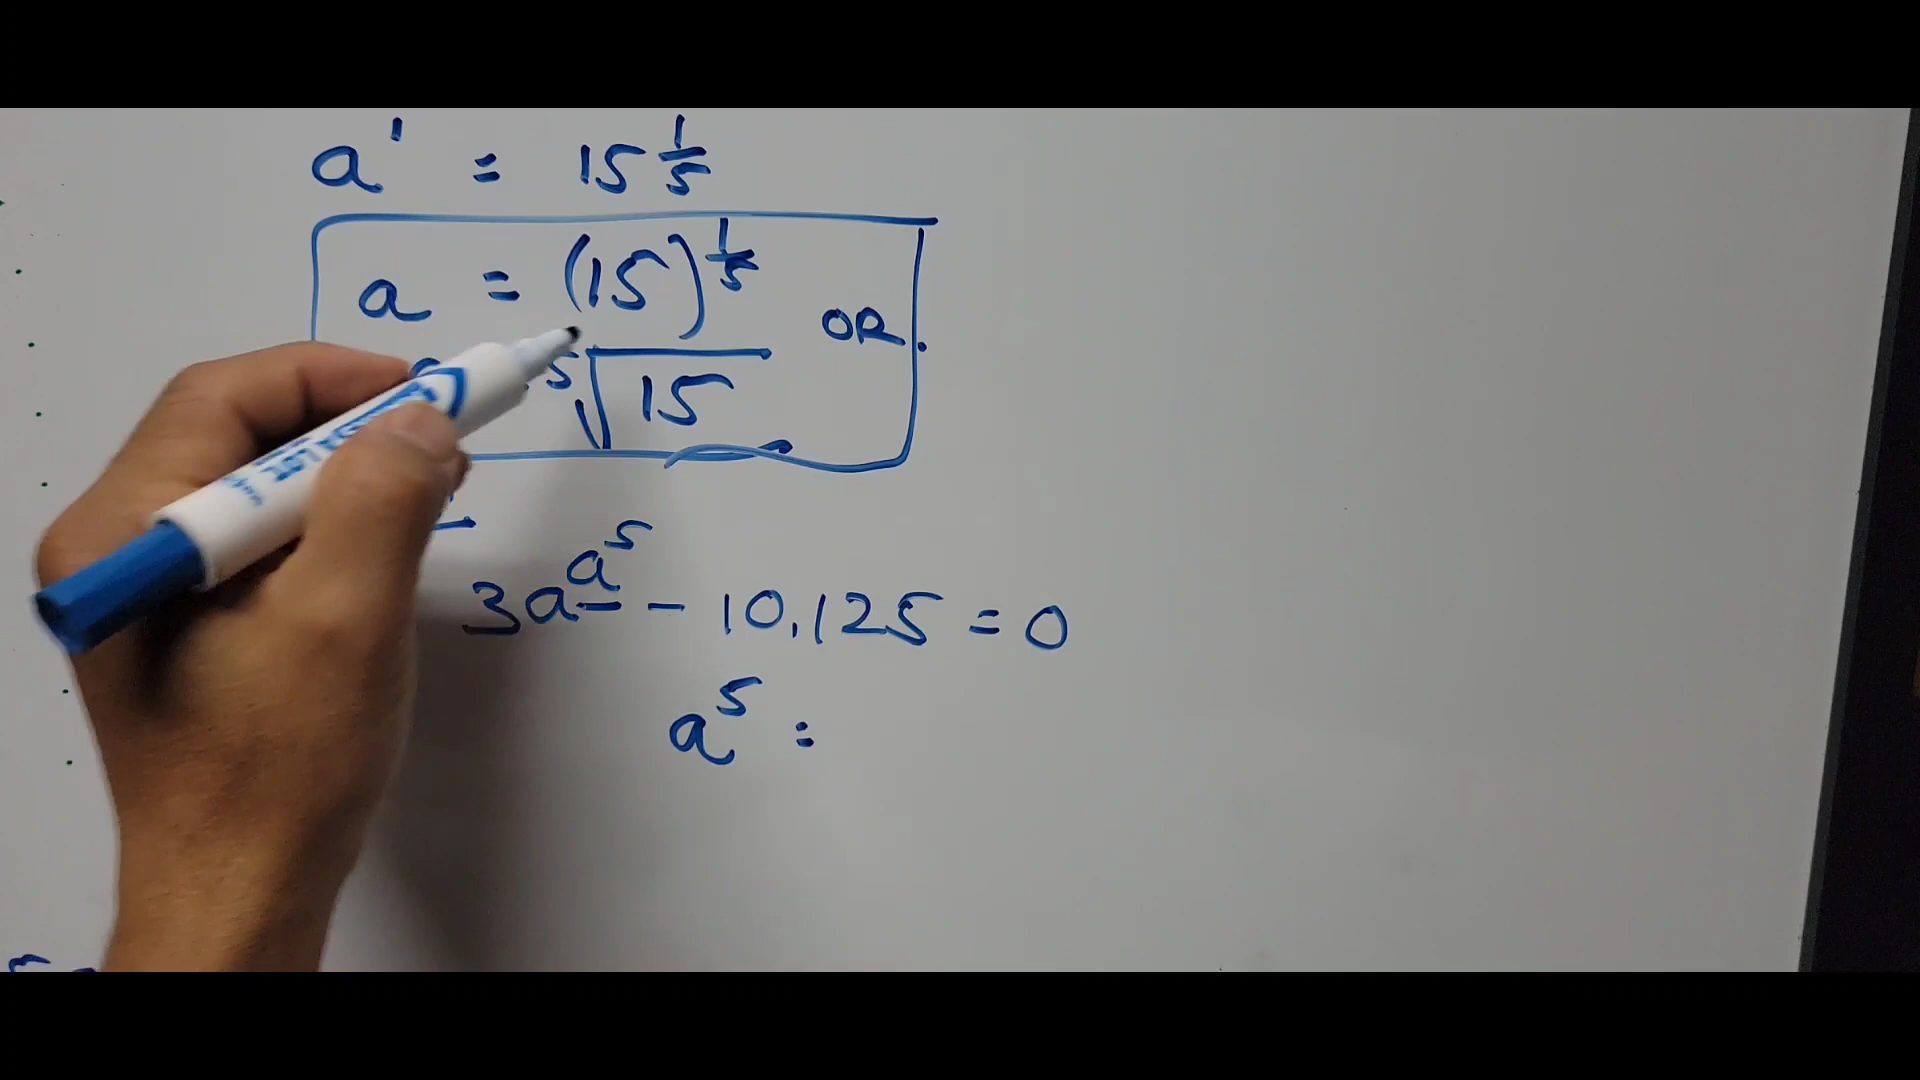 a¹ = 15^(1/5)
a = (15)^(1/5) OR
⁵√15
3a^(a⁵) - 10,125 = 0
a⁵ =